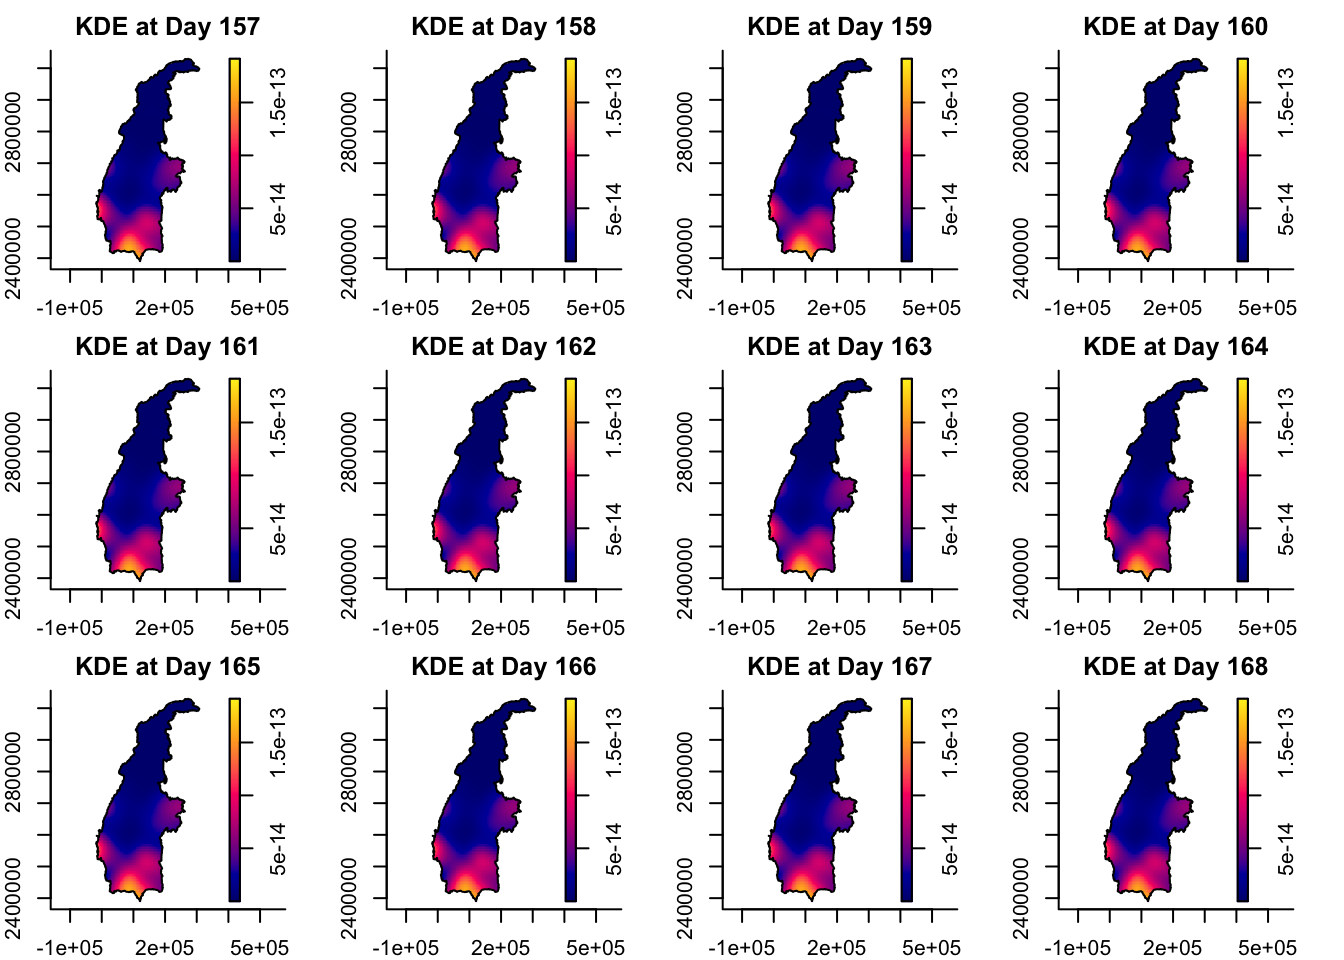 KDE at Day 157
2400000 2800000
5e-14 1.5e-13
-1e+05 2e+05 5e+05
KDE at Day 158
2400000 2800000
5e-14 1.5e-13
-1e+05 2e+05 5e+05
KDE at Day 159
2400000 2800000
5e-14 1.5e-13
-1e+05 2e+05 5e+05
KDE at Day 160
2400000 2800000
5e-14 1.5e-13
-1e+05 2e+05 5e+05
KDE at Day 161
2400000 2800000
5e-14 1.5e-13
-1e+05 2e+05 5e+05
KDE at Day 162
2400000 2800000
5e-14 1.5e-13
-1e+05 2e+05 5e+05
KDE at Day 163
2400000 2800000
5e-14 1.5e-13
-1e+05 2e+05 5e+05
KDE at Day 164
2400000 2800000
5e-14 1.5e-13
-1e+05 2e+05 5e+05
KDE at Day 165
2400000 2800000
5e-14 1.5e-13
-1e+05 2e+05 5e+05
KDE at Day 166
2400000 2800000
5e-14 1.5e-13
-1e+05 2e+05 5e+05
KDE at Day 167
2400000 2800000
5e-14 1.5e-13
-1e+05 2e+05 5e+05
KDE at Day 168
2400000 2800000
5e-14 1.5e-13
-1e+05 2e+05 5e+05